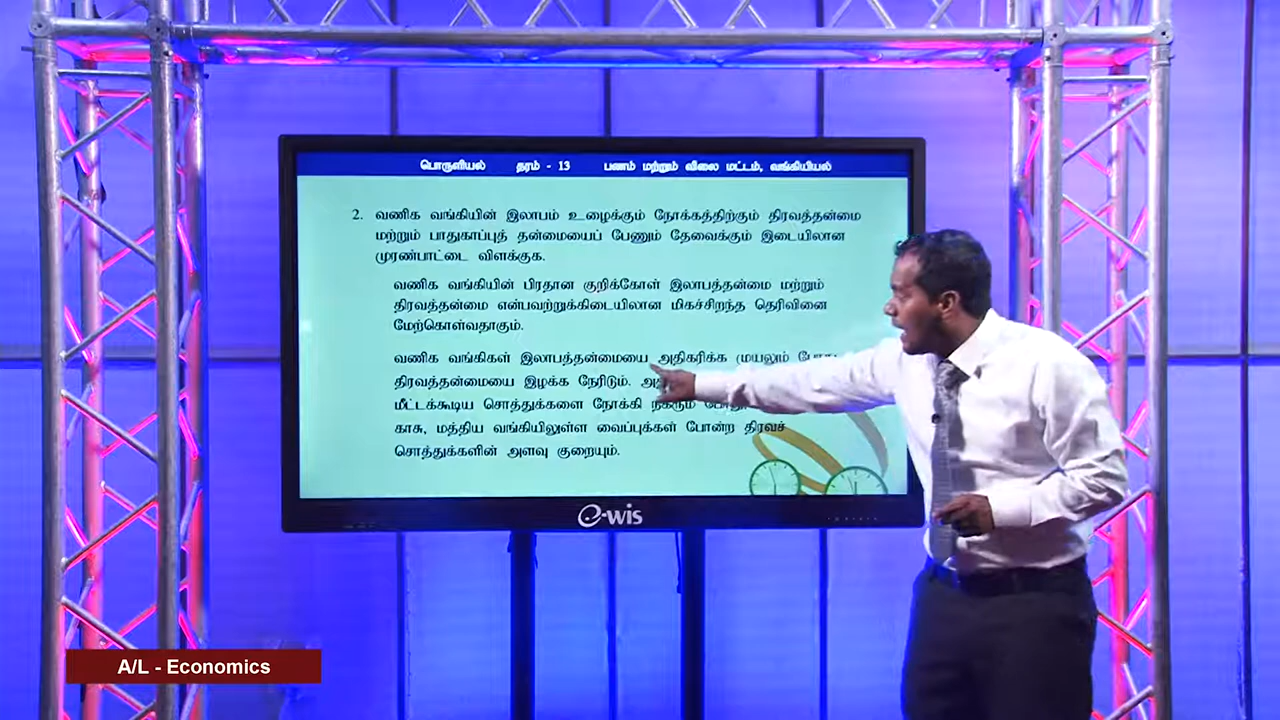 பொருளியல் தரம் - 13 பணம் மற்றும் விலை மட்டம், வங்கியியல்
2. வணிக வங்கியின் இலாபம் உழைக்கும் நோக்கத்திற்கும் திரவத்தன்மை
மற்றும் பாதுகாப்புத் தன்மையைப் பேணும் தேவைக்கும் இடையிலான
முரண்பாட்டை விளக்குக.
வணிக வங்கியின் பிரதான குறிக்கோள் இலாபத்தன்மை மற்றும்
திரவத்தன்மை என்பவற்றுக்கிடையிலான மிகச்சிறந்த தெரிவினை
மேற்கொள்வதாகும்.
வணிக வங்கிகள் இலாபத்தன்மையை அதிகரிக்க முயலும்
திரவத்தன்மையை இழக்க நேரிடும்.
மீட்டக்கூடிய சொத்துக்களை நோக்கி நகரும்
காசு, மத்திய வங்கியிலுள்ள வைப்புக்கள் போன்ற திரவச்
சொத்துக்களின் அளவு குறையும்.
e-wis
A/L - Economics